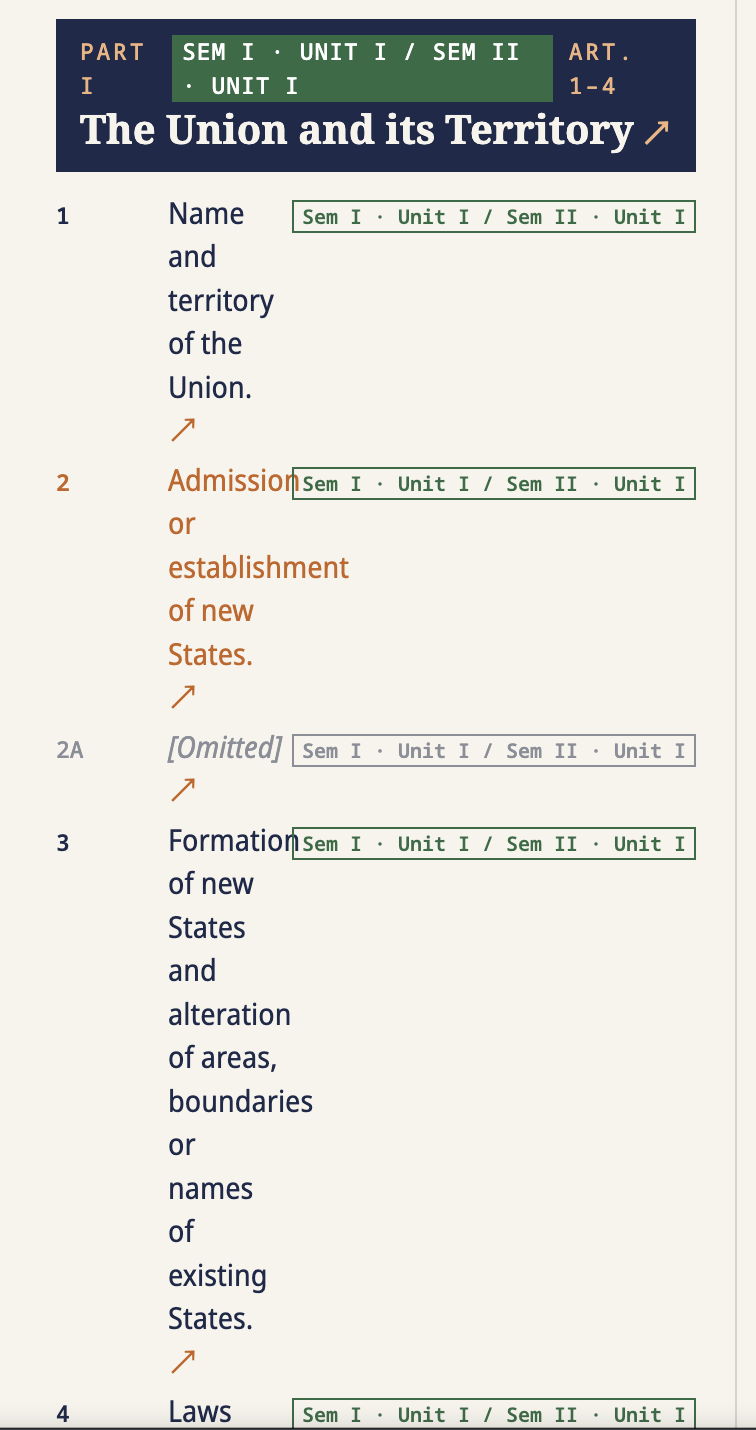 PART I SEM I · UNIT I / SEM II · UNIT I ART. 1–4
The Union and its Territory ↗
1 Name Sem I · Unit I / Sem II · Unit I
and
territory
of the
Union.
↗
2 Admission Sem I · Unit I / Sem II · Unit I
or
establishment
of new
States.
↗
2A [Omitted] Sem I · Unit I / Sem II · Unit I
↗
3 Formation Sem I · Unit I / Sem II · Unit I
of new
States
and
alteration
of areas,
boundaries
or
names
of
existing
States.
↗
4 Laws Sem I · Unit I / Sem II · Unit I